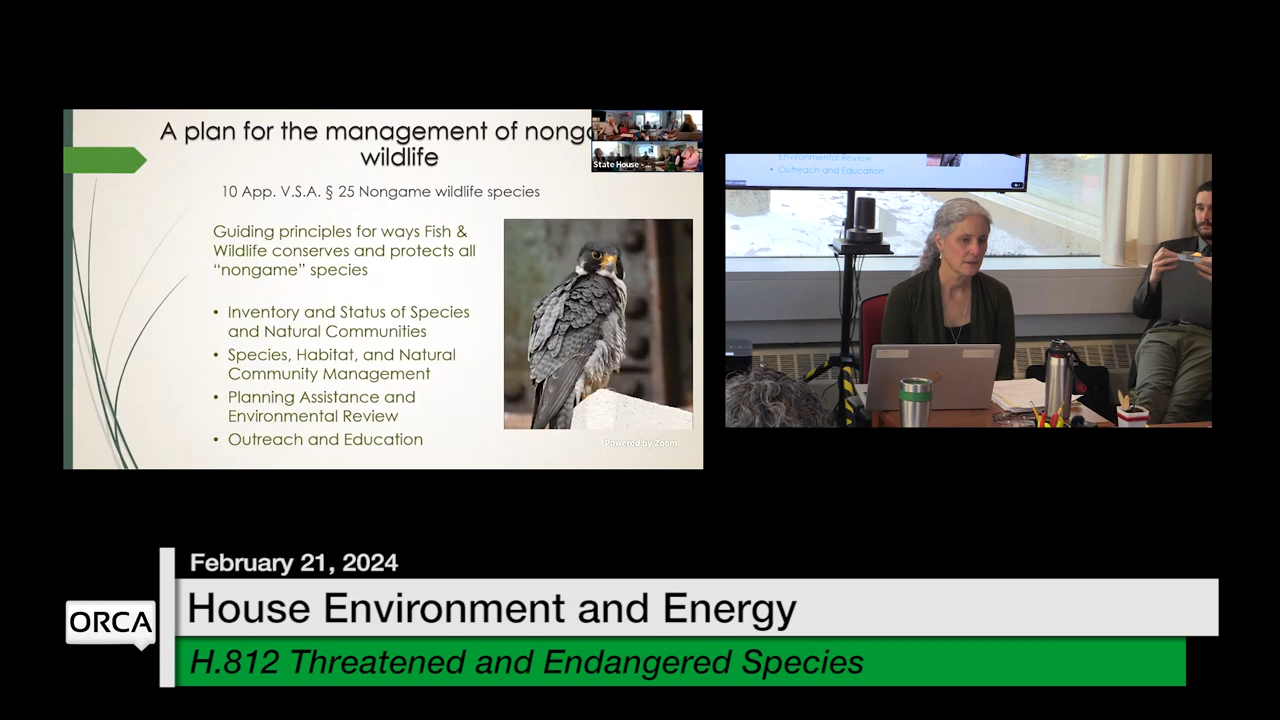 A plan for the management of nong
wildlife
State House - ...
10 App. V.S.A. § 25 Nongame wildlife species
Guiding principles for ways Fish &
Wildlife conserves and protects all
“nongame” species
• Inventory and Status of Species
and Natural Communities
• Species, Habitat, and Natural
Community Management
• Planning Assistance and
Environmental Review
• Outreach and Education
Powered by Zoom
Environmental Review
• Outreach and Education
February 21, 2024
House Environment and Energy
ORCA
H.812 Threatened and Endangered Species